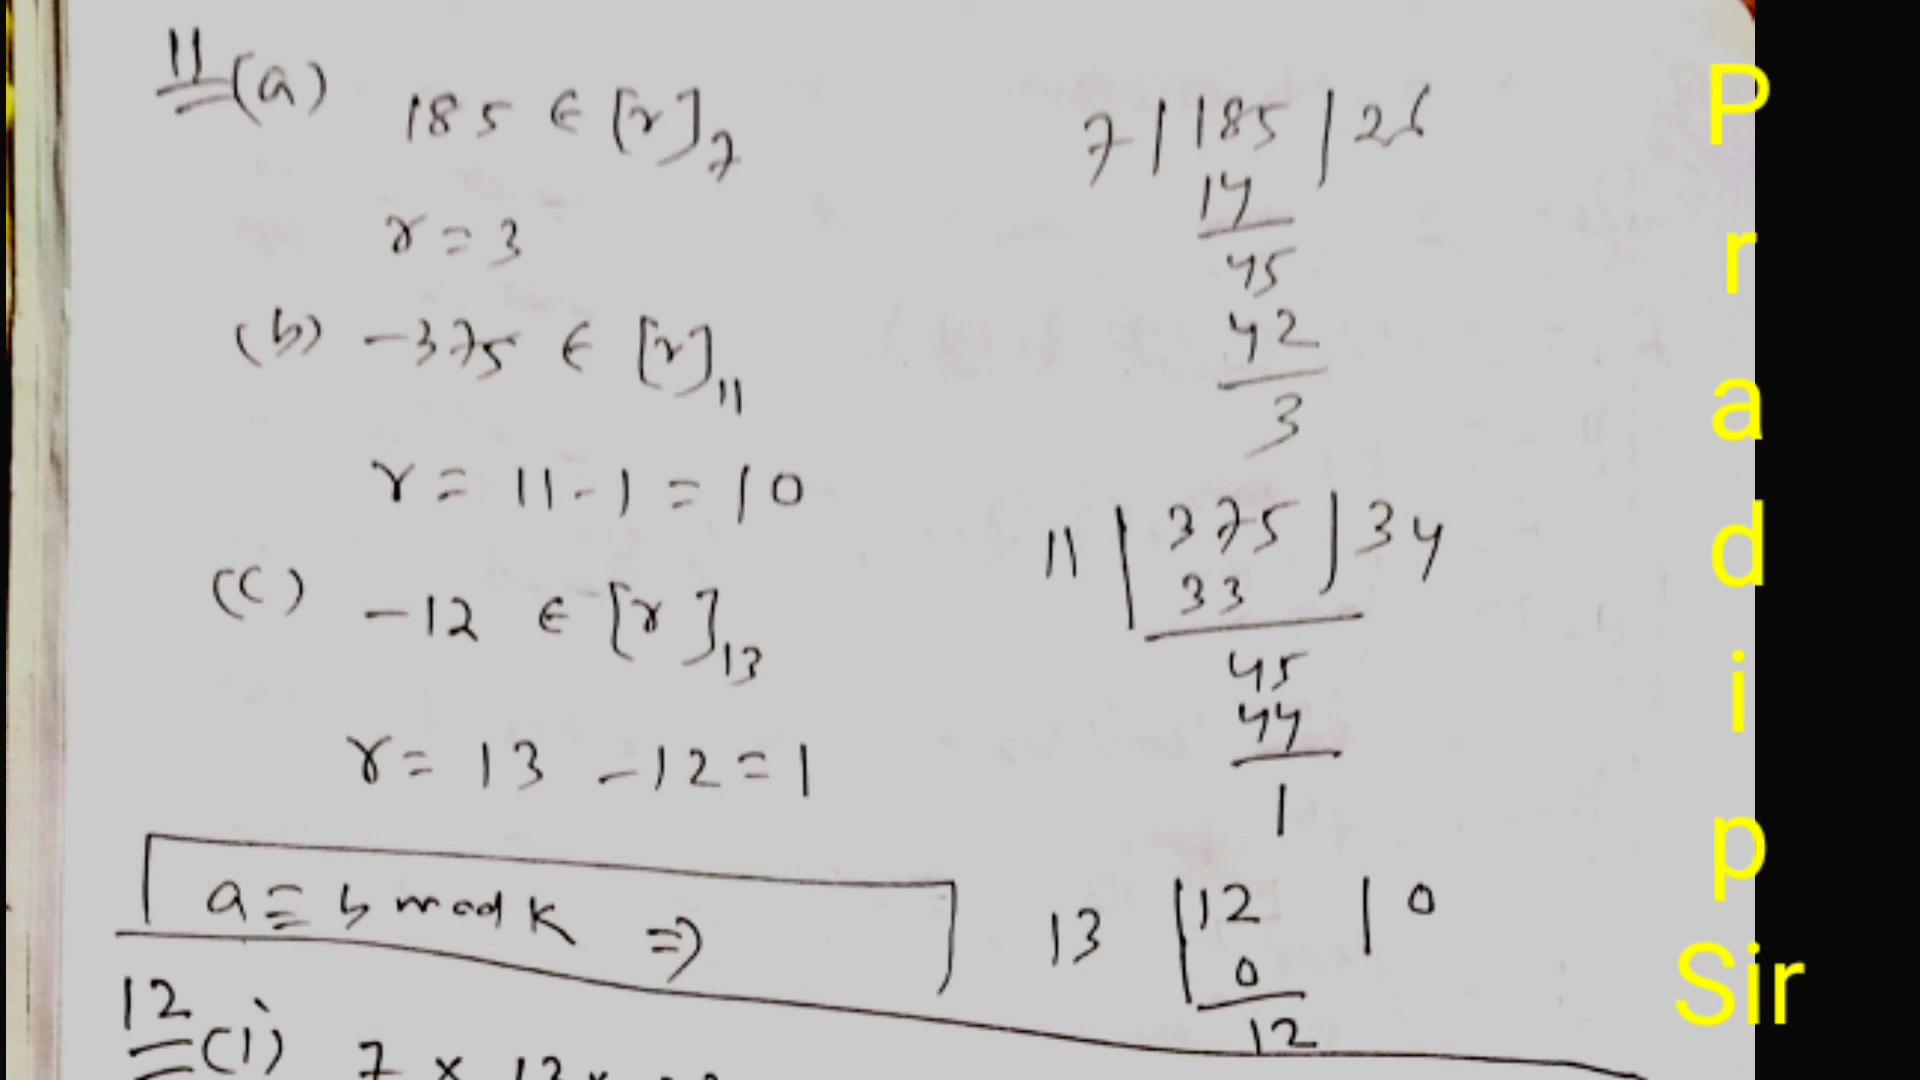 11 (a) 185 ∈ [r]₇
r = 3
(b) -375 ∈ [r]₁₁
r = 11 - 1 = 10
(c) -12 ∈ [r]₁₃
r = 13 - 12 = 1
a ≡ b mod k ⇒
12 (i) 7 x
7 | 185 | 26
14
45
42
3
11 | 375 | 34
33
45
44
1
13 | 12 | 0
0
12
P
r
a
d
i
p
Sir